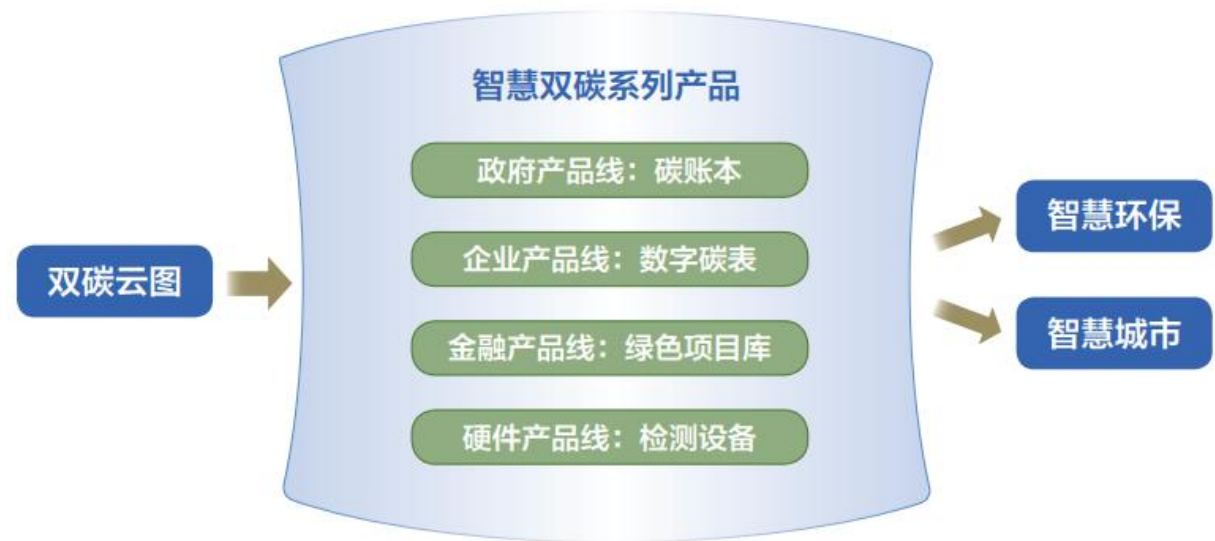 智慧双碳系列产品
政府产品线：碳账本
企业产品线：数字碳表
金融产品线：绿色项目库
硬件产品线：检测设备
双碳云图
智慧环保
智慧城市